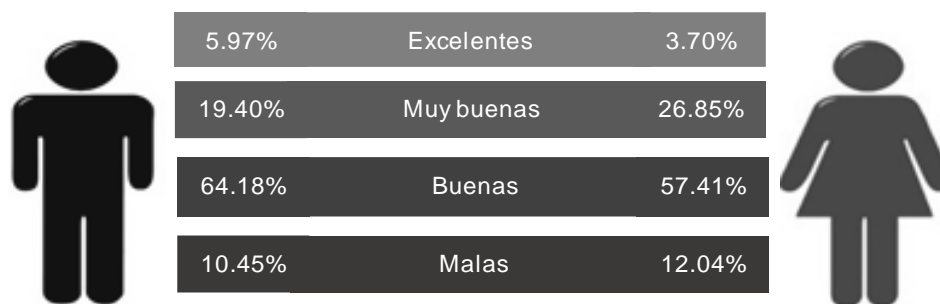 5.97% Excelentes 3.70%
19.40% Muy buenas 26.85%
64.18% Buenas 57.41%
10.45% Malas 12.04%